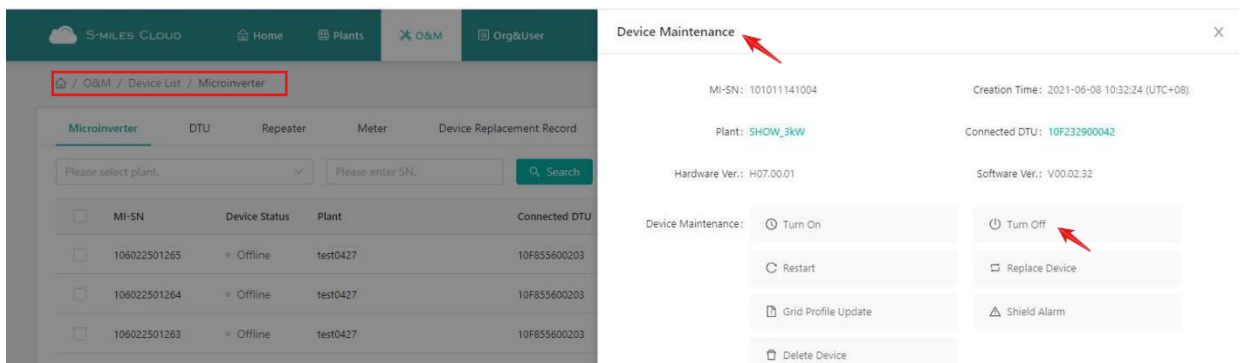 S-MILES CLOUD
Home
Plants
O&M
Org&User
/ O&M / Device List / Microinverter
Microinverter DTU Repeater Meter Device Replacement Record
Please select plant. Please enter SN. Search
MI-SN Device Status Plant Connected DTU
106022501265 Offline test0427 10F855600203
106022501264 Offline test0427 10F855600203
106022501263 Offline test0427 10F855600203
Device Maintenance
MI-SN: 101011141004 Creation Time: 2021-06-08 10:32:24 (UTC+08)
Plant: SHOW_3kW Connected DTU: 10F232900042
Hardware Ver.: H07.00.01 Software Ver.: V00.02.32
Device Maintenance: Turn On Turn Off
Restart Replace Device
Grid Profile Update Shield Alarm
Delete Device